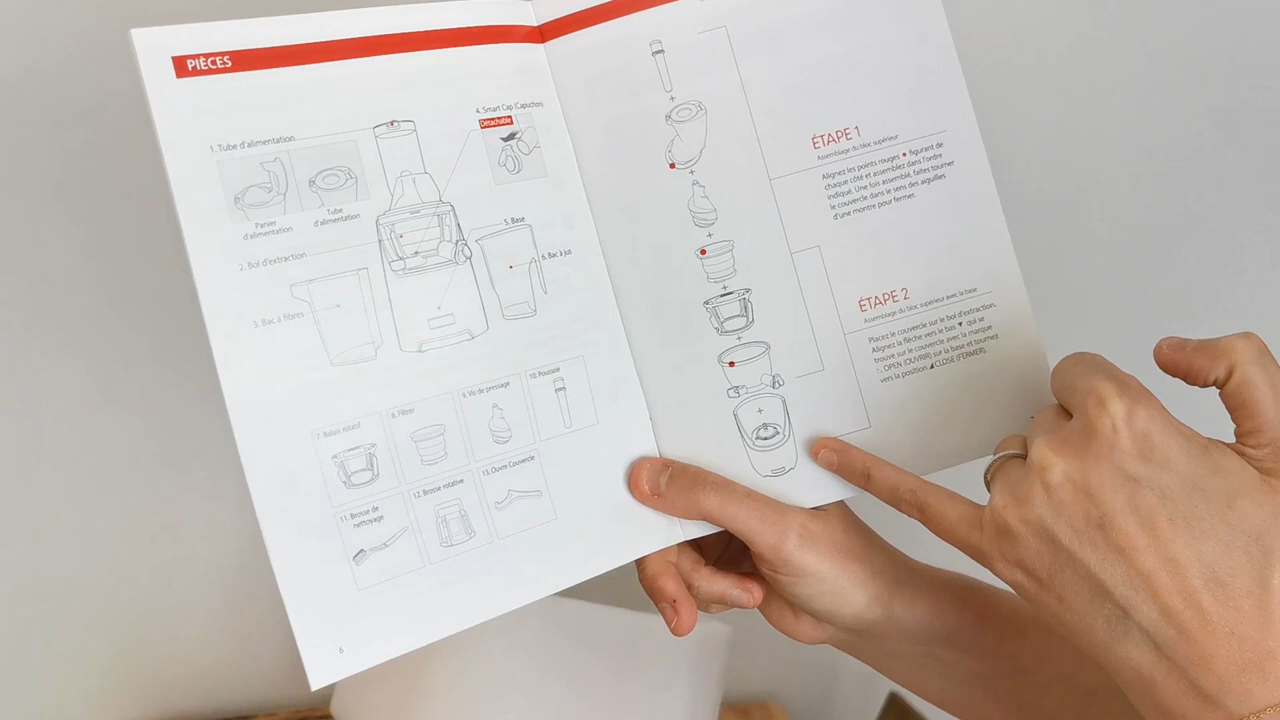 PIÈCES
1. Tube d'alimentation
Panier
d'alimentation
Tube
d'alimentation
2. Bol d'extraction
3. Bac à fibres
4. Smart Cap (Capuchon)
Détachable
5. Base
6. Bac à jus
7. Balais rotatif
8. Filtrer
9. Vis de pressage
10. Poussoir
11. Brosse de
nettoyage
12. Brosse rotative
13. Ouvre Couvercle
6
ÉTAPE 1
Assemblage du bloc supérieur
Alignez les points rouges • figurant de
chaque côté et assemblez dans l'ordre
indiqué. Une fois assemblé, faites tourner
le couvercle dans le sens des aiguilles
d'une montre pour fermer.
ÉTAPE 2
Assemblage du bloc supérieur avec la base
Placez le couvercle sur le bol d'extraction.
Alignez la flèche vers le bas ▼ qui se
trouve sur le couvercle avec la marque
OPEN (OUVRIR) sur la base et tournez
vers la position ◢ CLOSE (FERMER).